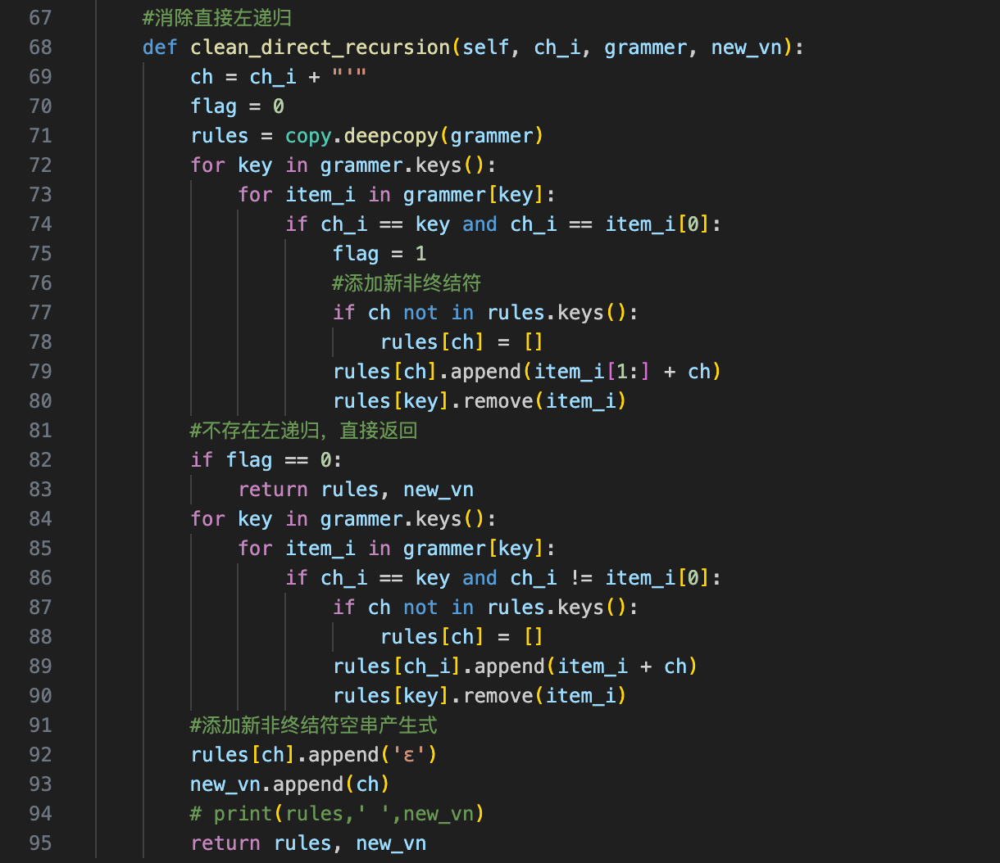 67 #消除直接左递归
68 def clean_direct_recursion(self, ch_i, grammer, new_vn):
69 ch = ch_i + "'"
70 flag = 0
71 rules = copy.deepcopy(grammer)
72 for key in grammer.keys():
73 for item_i in grammer[key]:
74 if ch_i == key and ch_i == item_i[0]:
75 flag = 1
76 #添加新非终结符
77 if ch not in rules.keys():
78 rules[ch] = []
79 rules[ch].append(item_i[1:] + ch)
80 rules[key].remove(item_i)
81 #不存在左递归，直接返回
82 if flag == 0:
83 return rules, new_vn
84 for key in grammer.keys():
85 for item_i in grammer[key]:
86 if ch_i == key and ch_i != item_i[0]:
87 if ch not in rules.keys():
88 rules[ch] = []
89 rules[ch_i].append(item_i + ch)
90 rules[key].remove(item_i)
91 #添加新非终结符空串产生式
92 rules[ch].append('ε')
93 new_vn.append(ch)
94 # print(rules,' ',new_vn)
95 return rules, new_vn